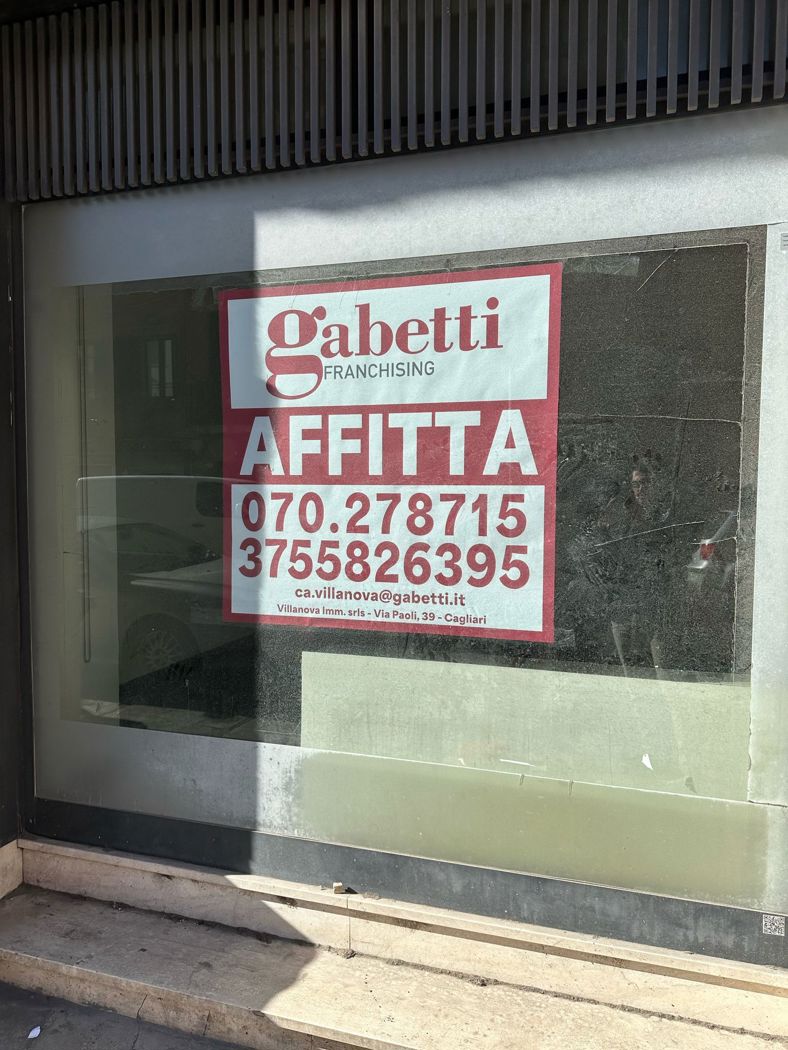 gabetti
FRANCHISING
AFFITTA
070.278715
3755826395
ca.villanova@gabetti.it
Villanova Imm. srls - Via Paoli, 39 - Cagliari